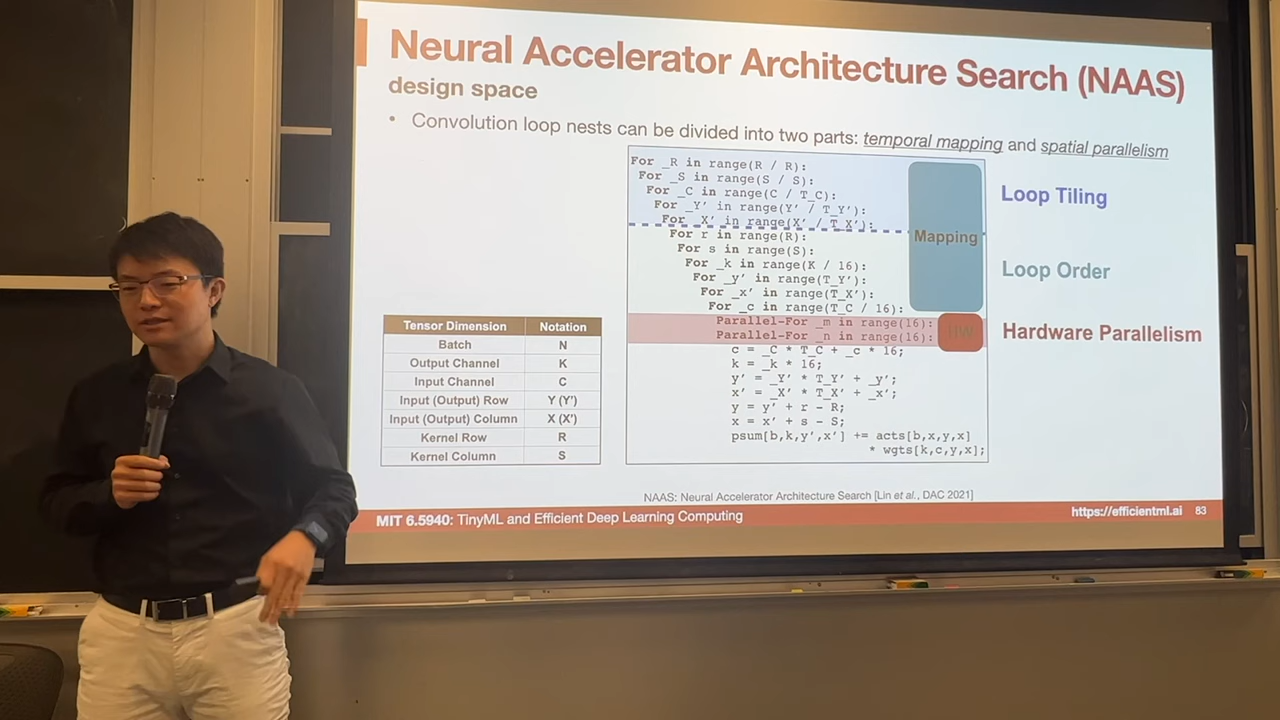 Neural Accelerator Architecture Search (NAAS)
design space
• Convolution loop nests can be divided into two parts: temporal mapping and spatial parallelism
For _R in range(R / R):
For _S in range(S / S):
For _C in range(C / T_C):
For _Y' in range(Y' / T_Y'):
For _X' in range(X' / T_X'):
For r in range(R):
For s in range(S):
For _k in range(K / 16):
For _y' in range(T_Y'):
For _x' in range(T_X'):
For _c in range(T_C / 16):
Parallel-For _m in range(16):
Parallel-For _n in range(16):
c = _C * T_C + _c * 16;
k = _k * 16;
y' = _Y' * T_Y' + _y';
x' = _X' * T_X' + _x';
y = y' + r - R;
x = x' + s - S;
psum[b,k,y',x'] += acts[b,x,y,x]
* wgts[k,c,y,x];
Mapping
HW
Loop Tiling
Loop Order
Hardware Parallelism
Tensor Dimension Notation
Batch N
Output Channel K
Input Channel C
Input (Output) Row Y (Y')
Input (Output) Column X (X')
Kernel Row R
Kernel Column S
NAAS: Neural Accelerator Architecture Search [Lin et al., DAC 2021]
MIT 6.5940: TinyML and Efficient Deep Learning Computing
https://efficientml.ai 83